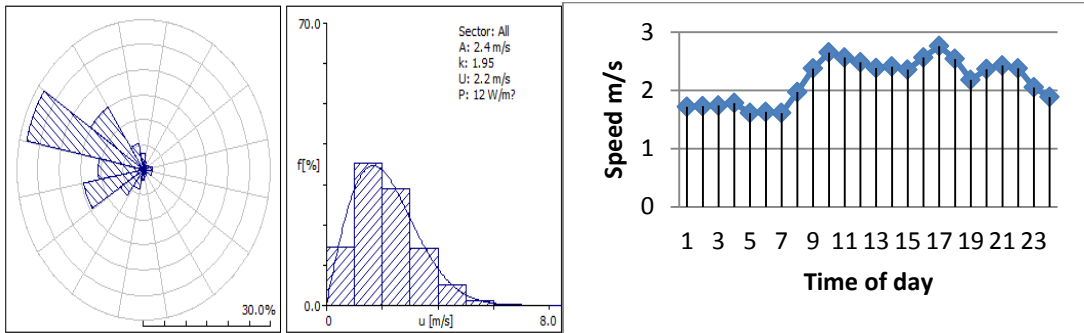 30.0%
70.0
Sector: All
A: 2.4 m/s
k: 1.95
U: 2.2 m/s
P: 12 W/m?
f[%]
0.0
0
u [m/s]
8.0
Speed m/s
3
2
1
0
1 3 5 7 9 11 13 15 17 19 21 23
Time of day